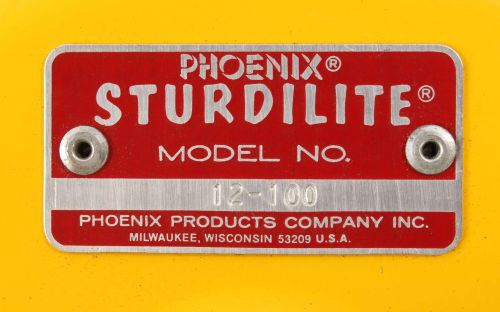 PHOENIX®
STURDILITE®
MODEL NO.
12-100
PHOENIX PRODUCTS COMPANY INC.
MILWAUKEE, WISCONSIN 53209 U.S.A.